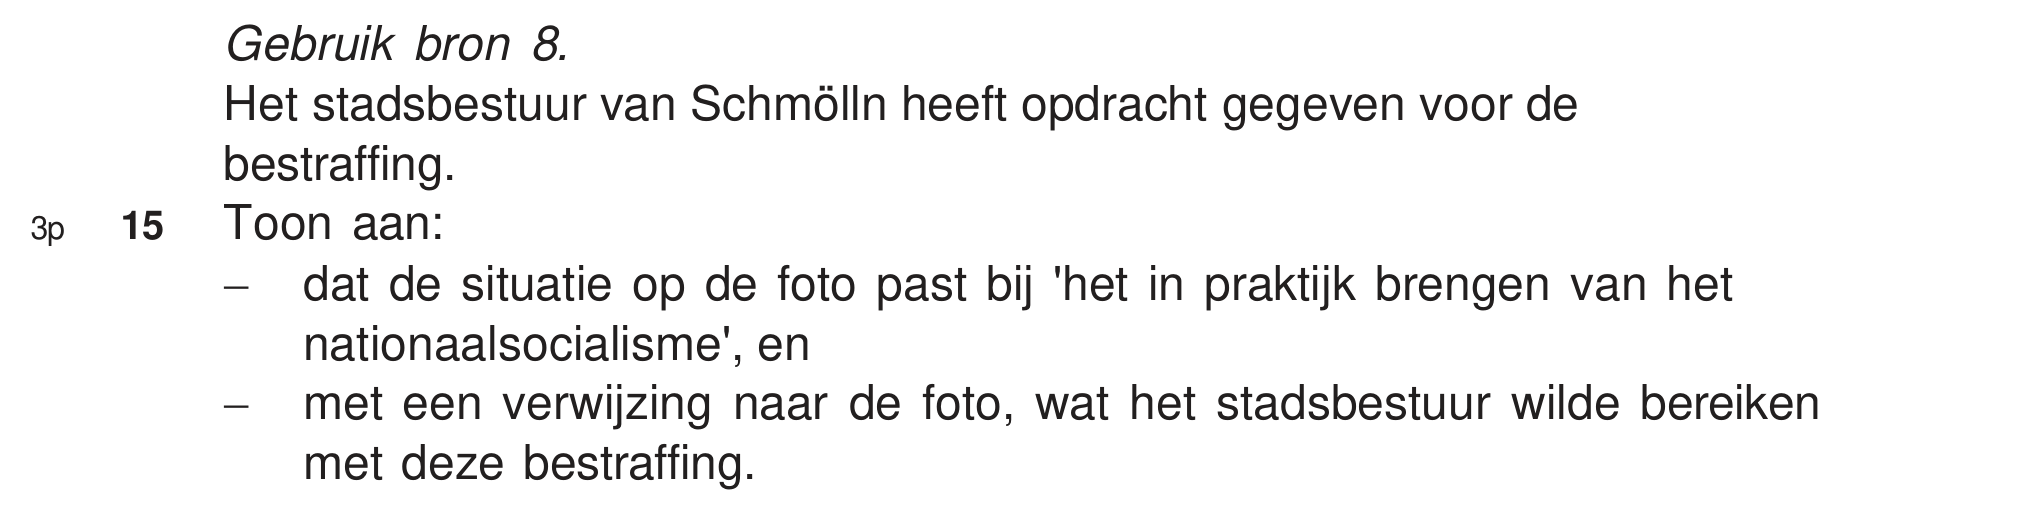 Gebruik bron 8.
Het stadsbestuur van Schmölln heeft opdracht gegeven voor de
bestraffing.
3p 15 Toon aan:
– dat de situatie op de foto past bij 'het in praktijk brengen van het
nationaalsocialisme', en
– met een verwijzing naar de foto, wat het stadsbestuur wilde bereiken
met deze bestraffing.